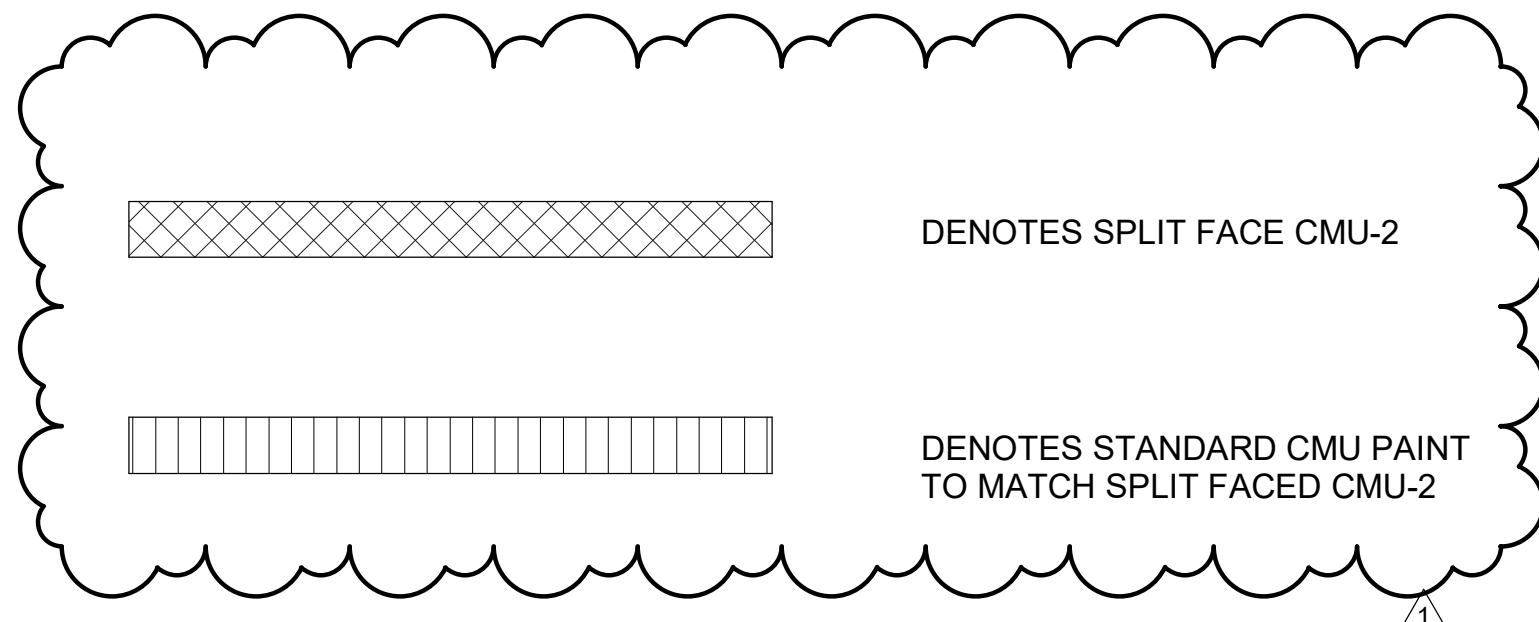 DENOTES SPLIT FACE CMU-2
DENOTES STANDARD CMU PAINT
TO MATCH SPLIT FACED CMU-2
1